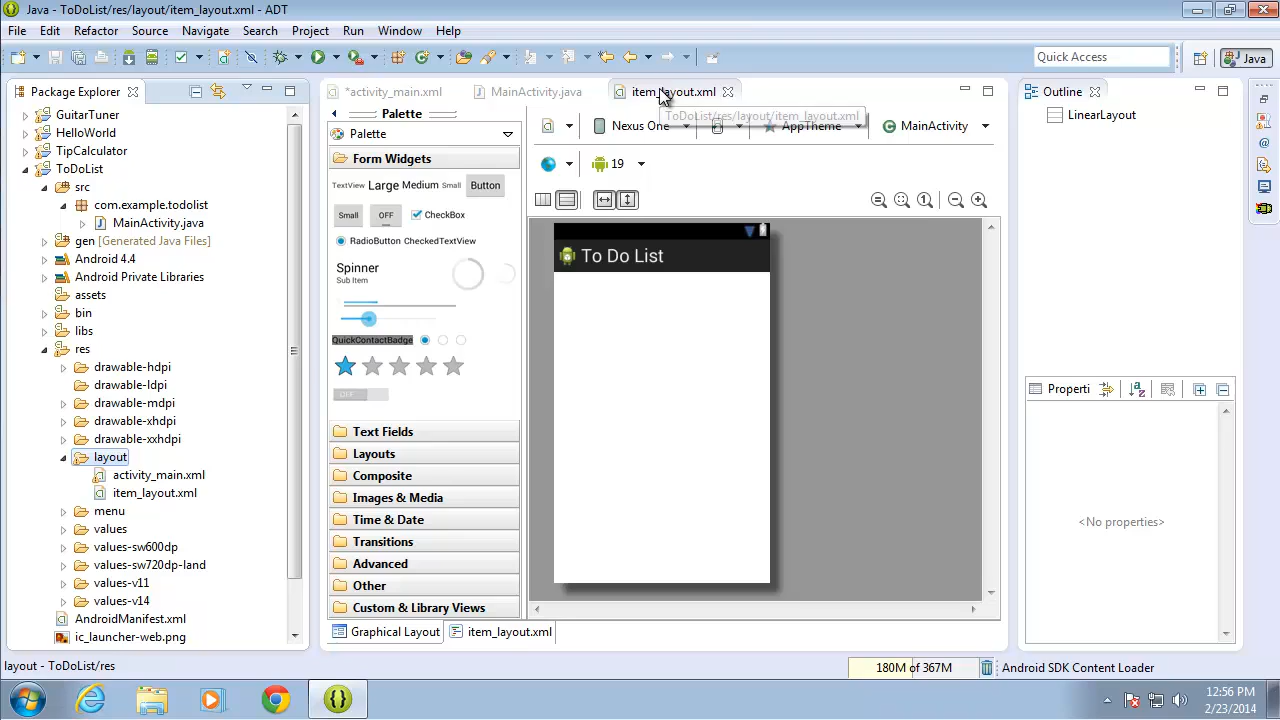 Java - ToDoList/res/layout/item_layout.xml - ADT
File Edit Refactor Source Navigate Search Project Run Window Help
Quick Access
Java
Package Explorer
*activity_main.xml
MainActivity.java
item_layout.xml
Outline
GuitarTuner
HelloWorld
TipCalculator
ToDoList
src
com.example.todolist
MainActivity.java
gen [Generated Java Files]
Android 4.4
Android Private Libraries
assets
bin
libs
res
drawable-hdpi
drawable-ldpi
drawable-mdpi
drawable-xhdpi
drawable-xxhdpi
layout
activity_main.xml
item_layout.xml
menu
values
values-sw600dp
values-sw720dp-land
values-v11
values-v14
AndroidManifest.xml
ic_launcher-web.png
Palette
Palette
Form Widgets
TextView Large Medium Small Button
Small OFF CheckBox
RadioButton CheckedTextView
Spinner
Sub Item
QuickContactBadge
OFF
Text Fields
Layouts
Composite
Images & Media
Time & Date
Transitions
Advanced
Other
Custom & Library Views
ToDoList/res/layout/item_layout.xml
Nexus One
AppTheme
MainActivity
19
To Do List
Graphical Layout
item_layout.xml
LinearLayout
Properti
<No properties>
layout - ToDoList/res
180M of 367M
Android SDK Content Loader
12:56 PM
2/23/2014